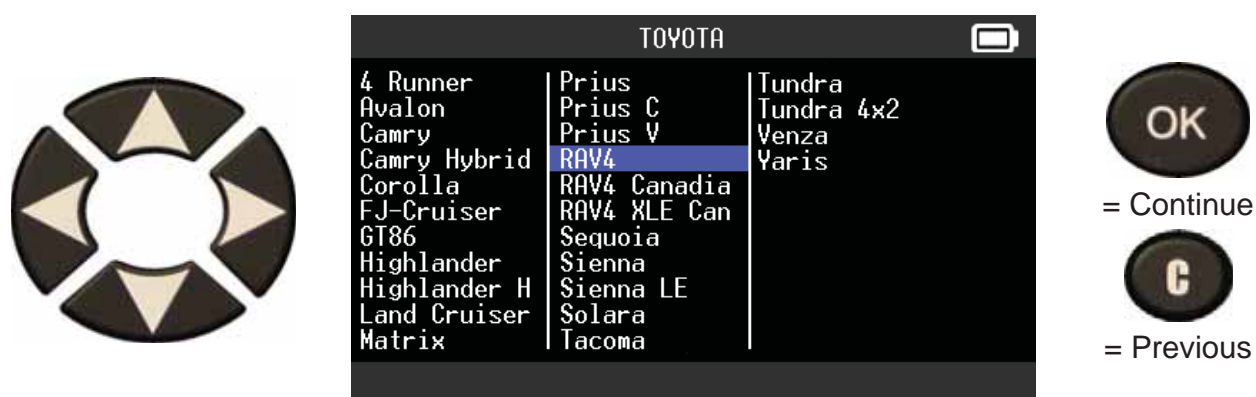 TOYOTA
4 Runner
Avalon
Camry
Camry Hybrid
Corolla
FJ-Cruiser
GT86
Highlander
Highlander H
Land Cruiser
Matrix
Prius
Prius C
Prius V
RAV4
RAV4 Canadia
RAV4 XLE Can
Sequoia
Sienna
Sienna LE
Solara
Tacoma
Tundra
Tundra 4x2
Venza
Yaris
OK
= Continue
C
= Previous